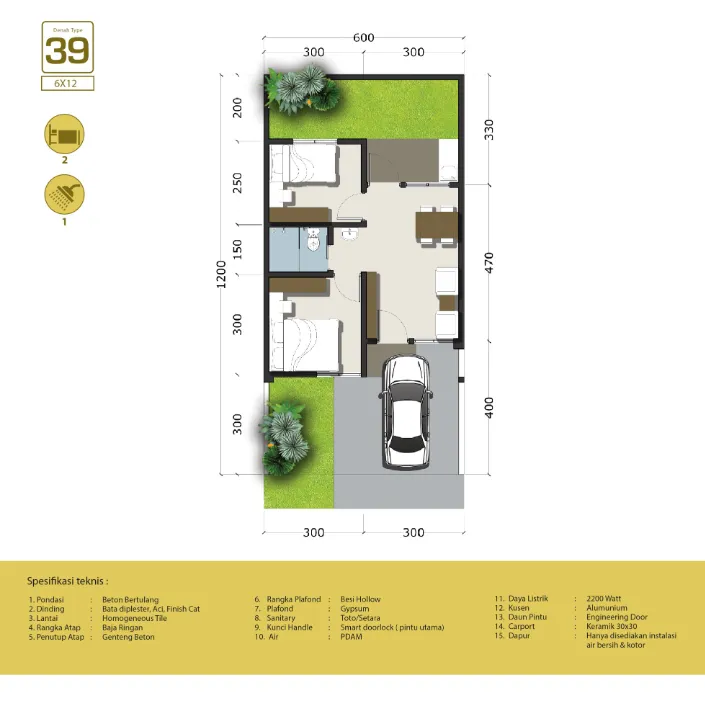 Denah Type
39
6X12
2
1
600
300 300
200
250
150
300
300
1200
330
470
400
300 300
Spesifikasi teknis :
1. Pondasi : Beton Bertulang
2. Dinding : Bata diplester, Aci, Finish Cat
3. Lantai : Homogeneous Tile
4. Rangka Atap : Baja Ringan
5. Penutup Atap : Genteng Beton
6. Rangka Plafond : Besi Hollow
7. Plafond : Gypsum
8. Sanitary : Toto/Setara
9. Kunci Handle : Smart doorlock ( pintu utama)
10. Air : PDAM
11. Daya Listrik : 2200 Watt
12. Kusen : Alumunium
13. Daun Pintu : Engineering Door
14. Carport : Keramik 30x30
15. Dapur : Hanya disediakan instalasi
air bersih & kotor